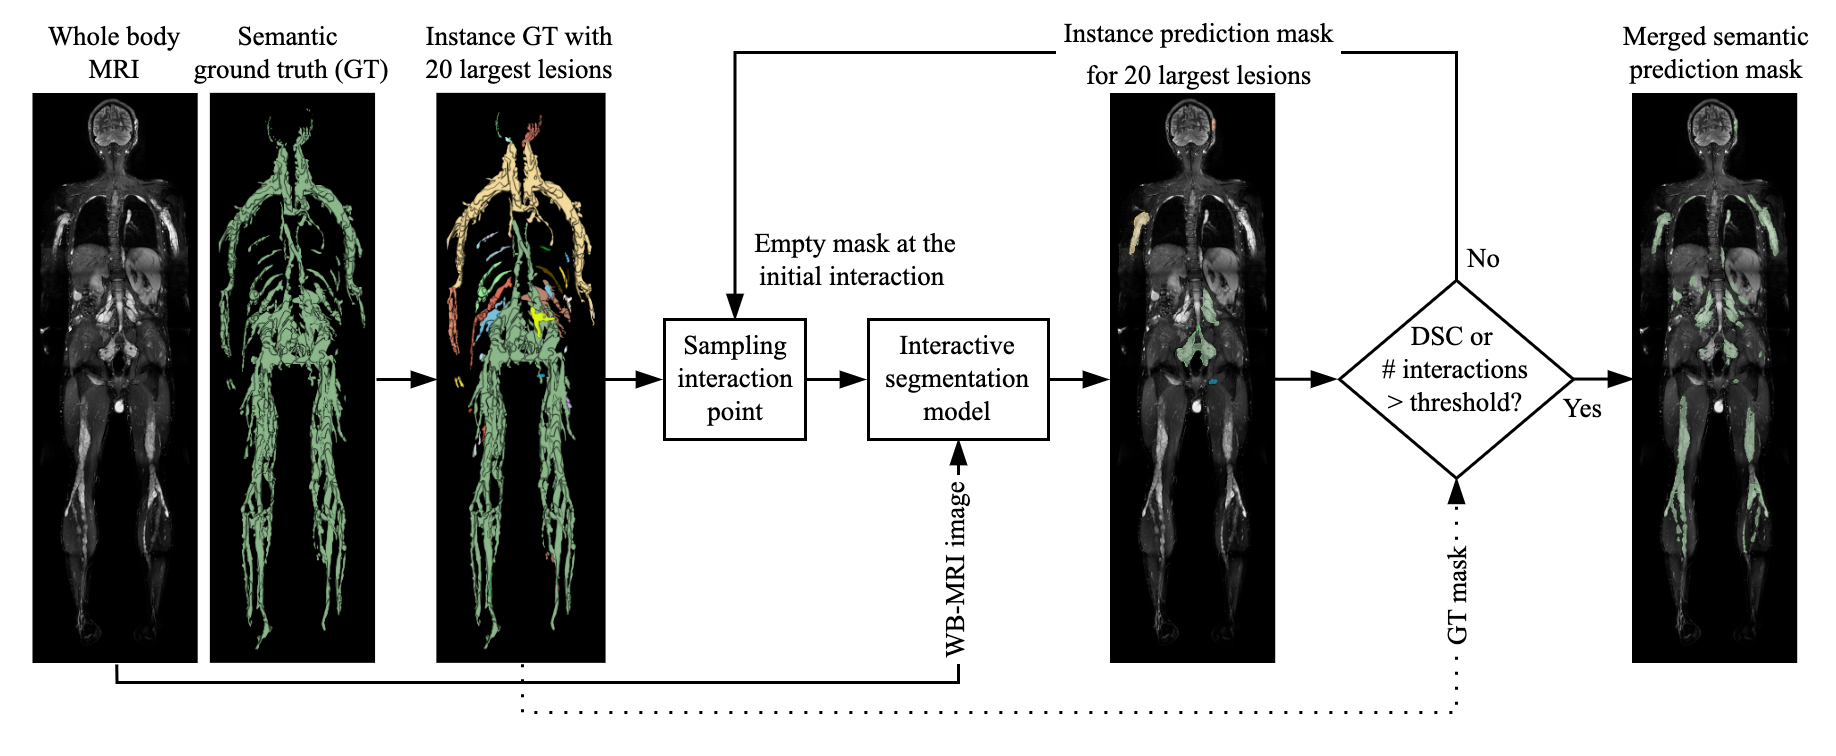 Whole body
MRI
Semantic
ground truth (GT)
Instance GT with
20 largest lesions
Instance prediction mask
for 20 largest lesions
Merged semantic
prediction mask
Empty mask at the
initial interaction
Sampling
interaction
point
Interactive
segmentation
model
No
DSC or
# interactions
> threshold?
Yes
WB-MRI image
GT mask